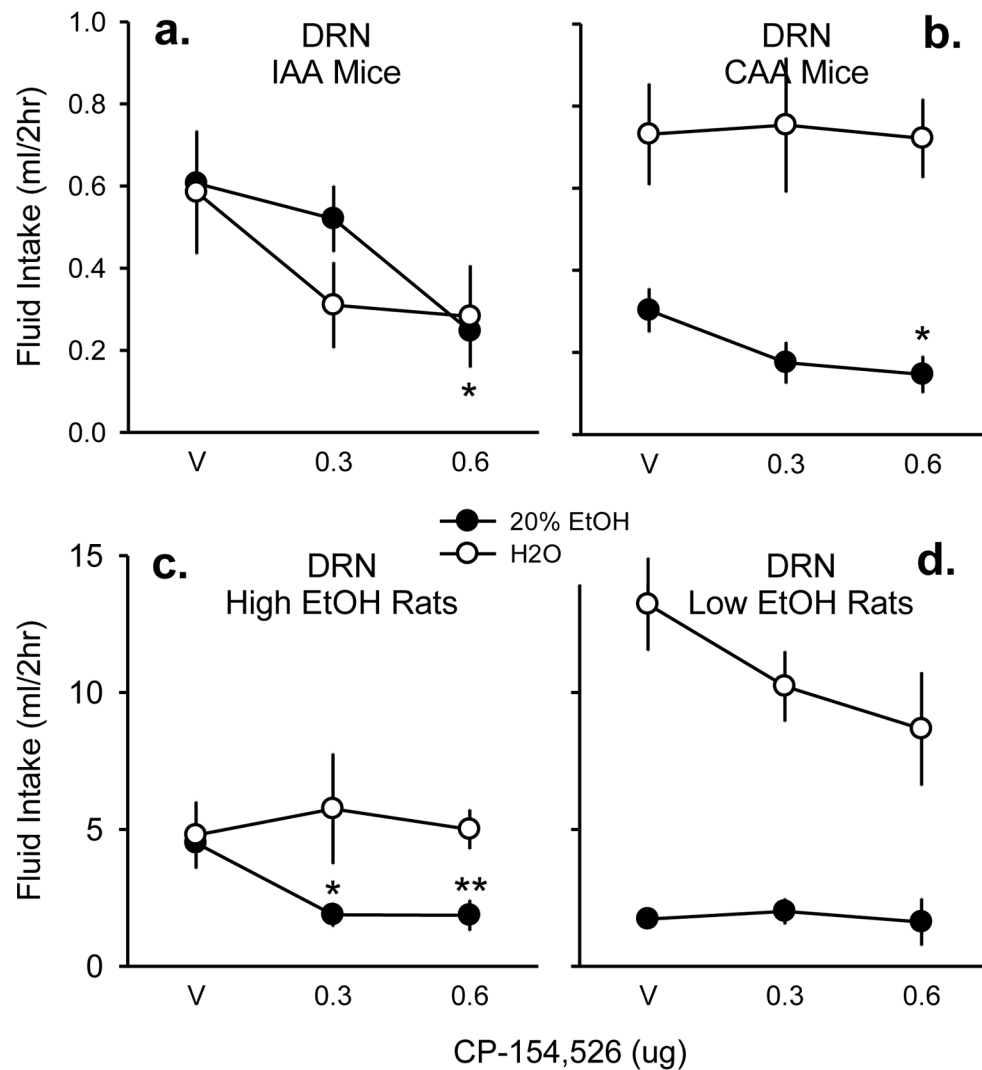 a.
DRN
IAA Mice
b.
DRN
CAA Mice
Fluid Intake (ml/2hr)
1.0
0.8
0.6
0.4
0.2
0.0
*
*
V 0.3 0.6
V 0.3 0.6
20% EtOH
H2O
c.
DRN
High EtOH Rats
d.
DRN
Low EtOH Rats
Fluid Intake (ml/2hr)
15
10
5
0
*
**
V 0.3 0.6
V 0.3 0.6
CP-154,526 (ug)